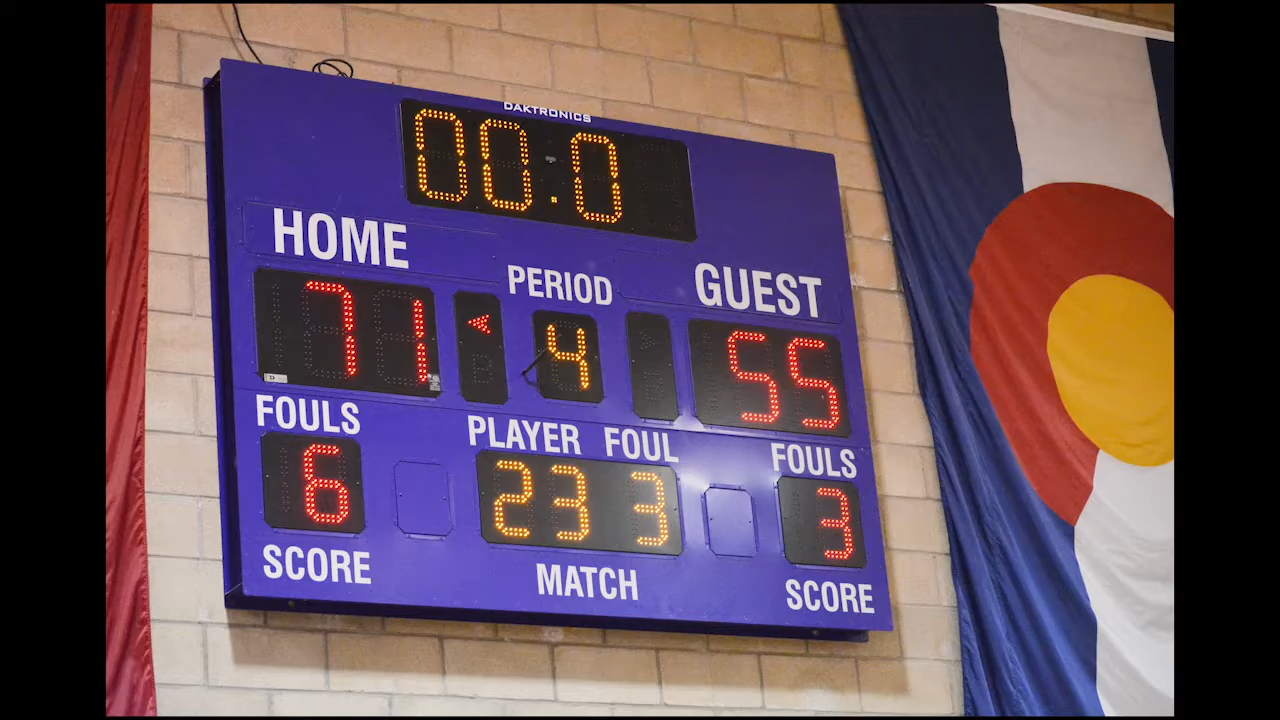 DAKTRONICS
00.0
HOME
PERIOD
GUEST
71
4
55
FOULS
PLAYER FOUL
FOULS
6
23 3
3
SCORE
MATCH
SCORE